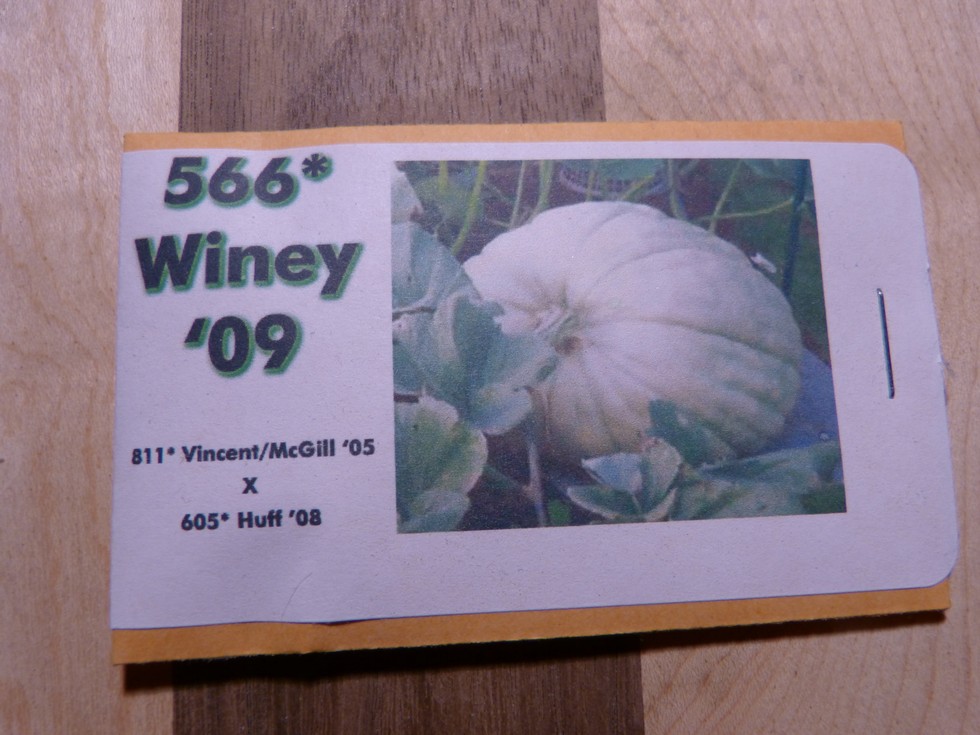 566*
Winey
'09
811* Vincent/McGill '05
X
605* Huff '08